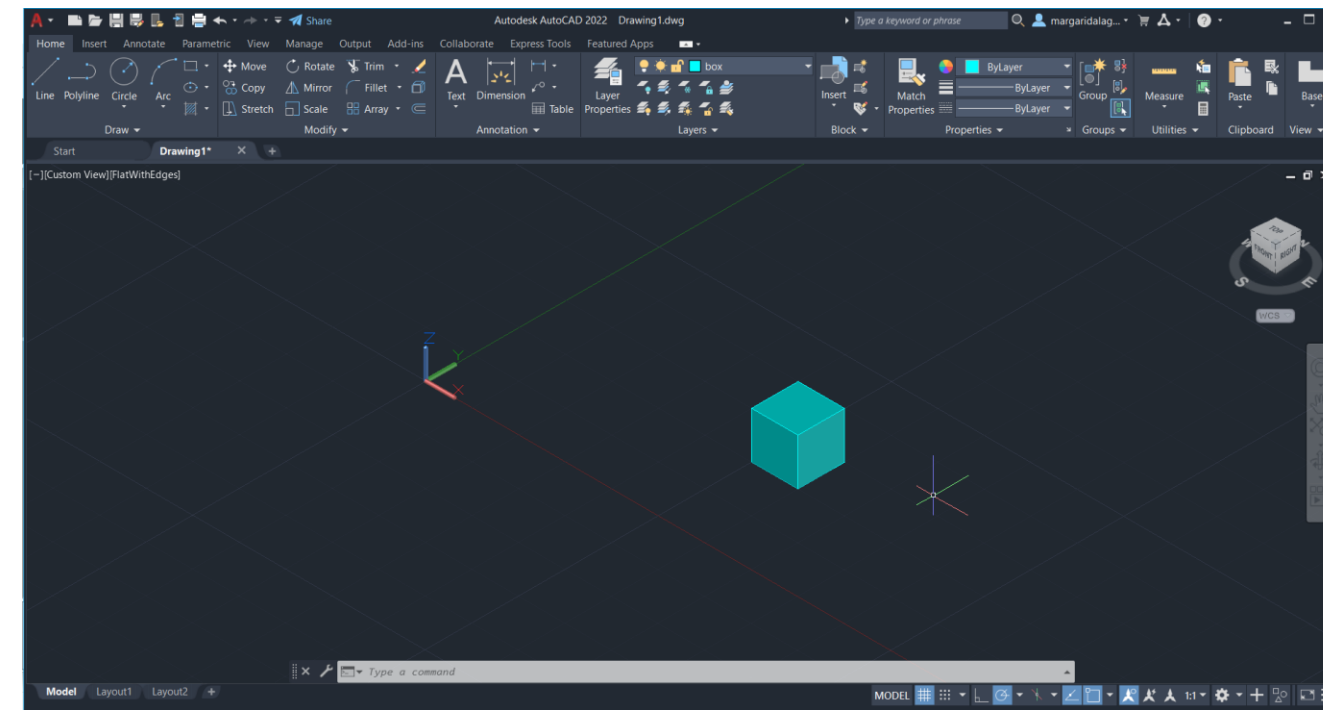 Share Autodesk AutoCAD 2022 Drawing1.dwg Type a keyword or phrase margaridalag...
Home Insert Annotate Parametric View Manage Output Add-ins Collaborate Express Tools Featured Apps
Move Rotate Trim box ByLayer
Line Polyline Circle Arc Copy Mirror Fillet Text Dimension Layer Properties Insert Match Properties ByLayer Group Measure Paste Base
Stretch Scale Array Table ByLayer
Draw Modify Annotation Layers Block Properties Groups Utilities Clipboard View
Start Drawing1* +
[−][Custom View][FlatWithEdges]
TOP
FRONT RIGHT
S E
WCS
Z
Y
X
Type a command
Model Layout1 Layout2 + MODEL 1:1